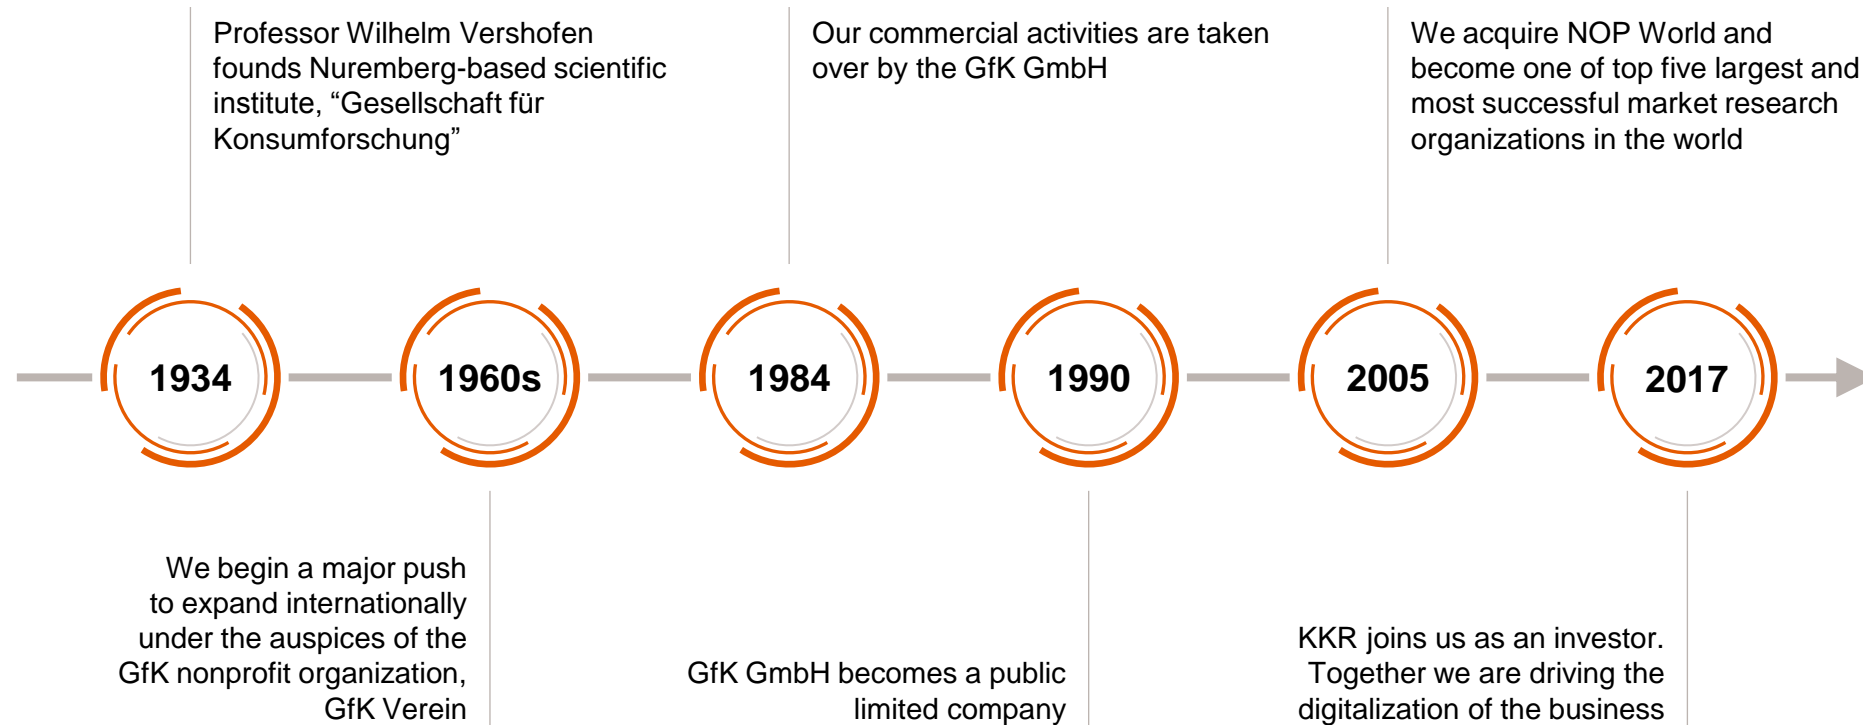 Professor Wilhelm Vershofen
founds Nuremberg-based scientific
institute, “Gesellschaft für
Konsumforschung”
Our commercial activities are taken
over by the GfK GmbH
We acquire NOP World and
become one of top five largest and
most successful market research
organizations in the world
1934
1960s
1984
1990
2005
2017
We begin a major push
to expand internationally
under the auspices of the
GfK nonprofit organization,
GfK Verein
GfK GmbH becomes a public
limited company
KKR joins us as an investor.
Together we are driving the
digitalization of the business